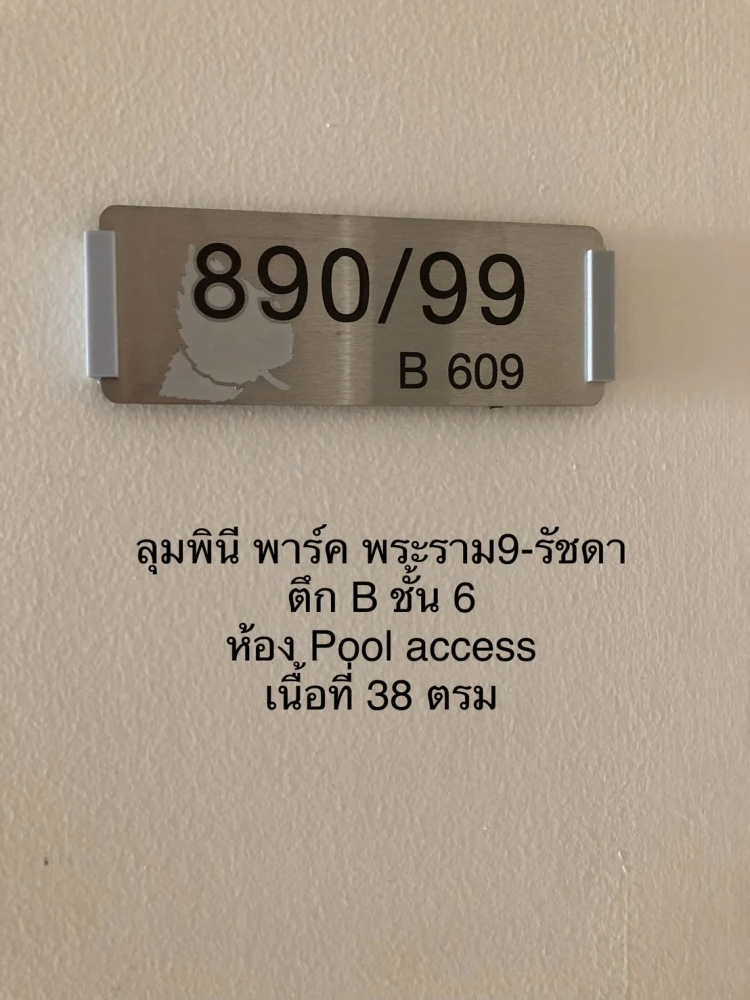 890/99
B 609
ลุมพินี พาร์ค พระราม9-รัชดา
ตึก B ชั้น 6
ห้อง Pool access
เนื้อที่ 38 ตรม